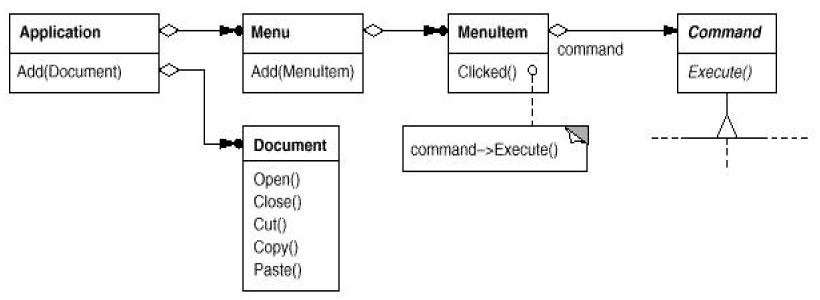 Application
Add(Document)
Menu
Add(MenuItem)
MenuItem
Clicked()
command
Command
Execute()
command–>Execute()
Document
Open()
Close()
Cut()
Copy()
Paste()